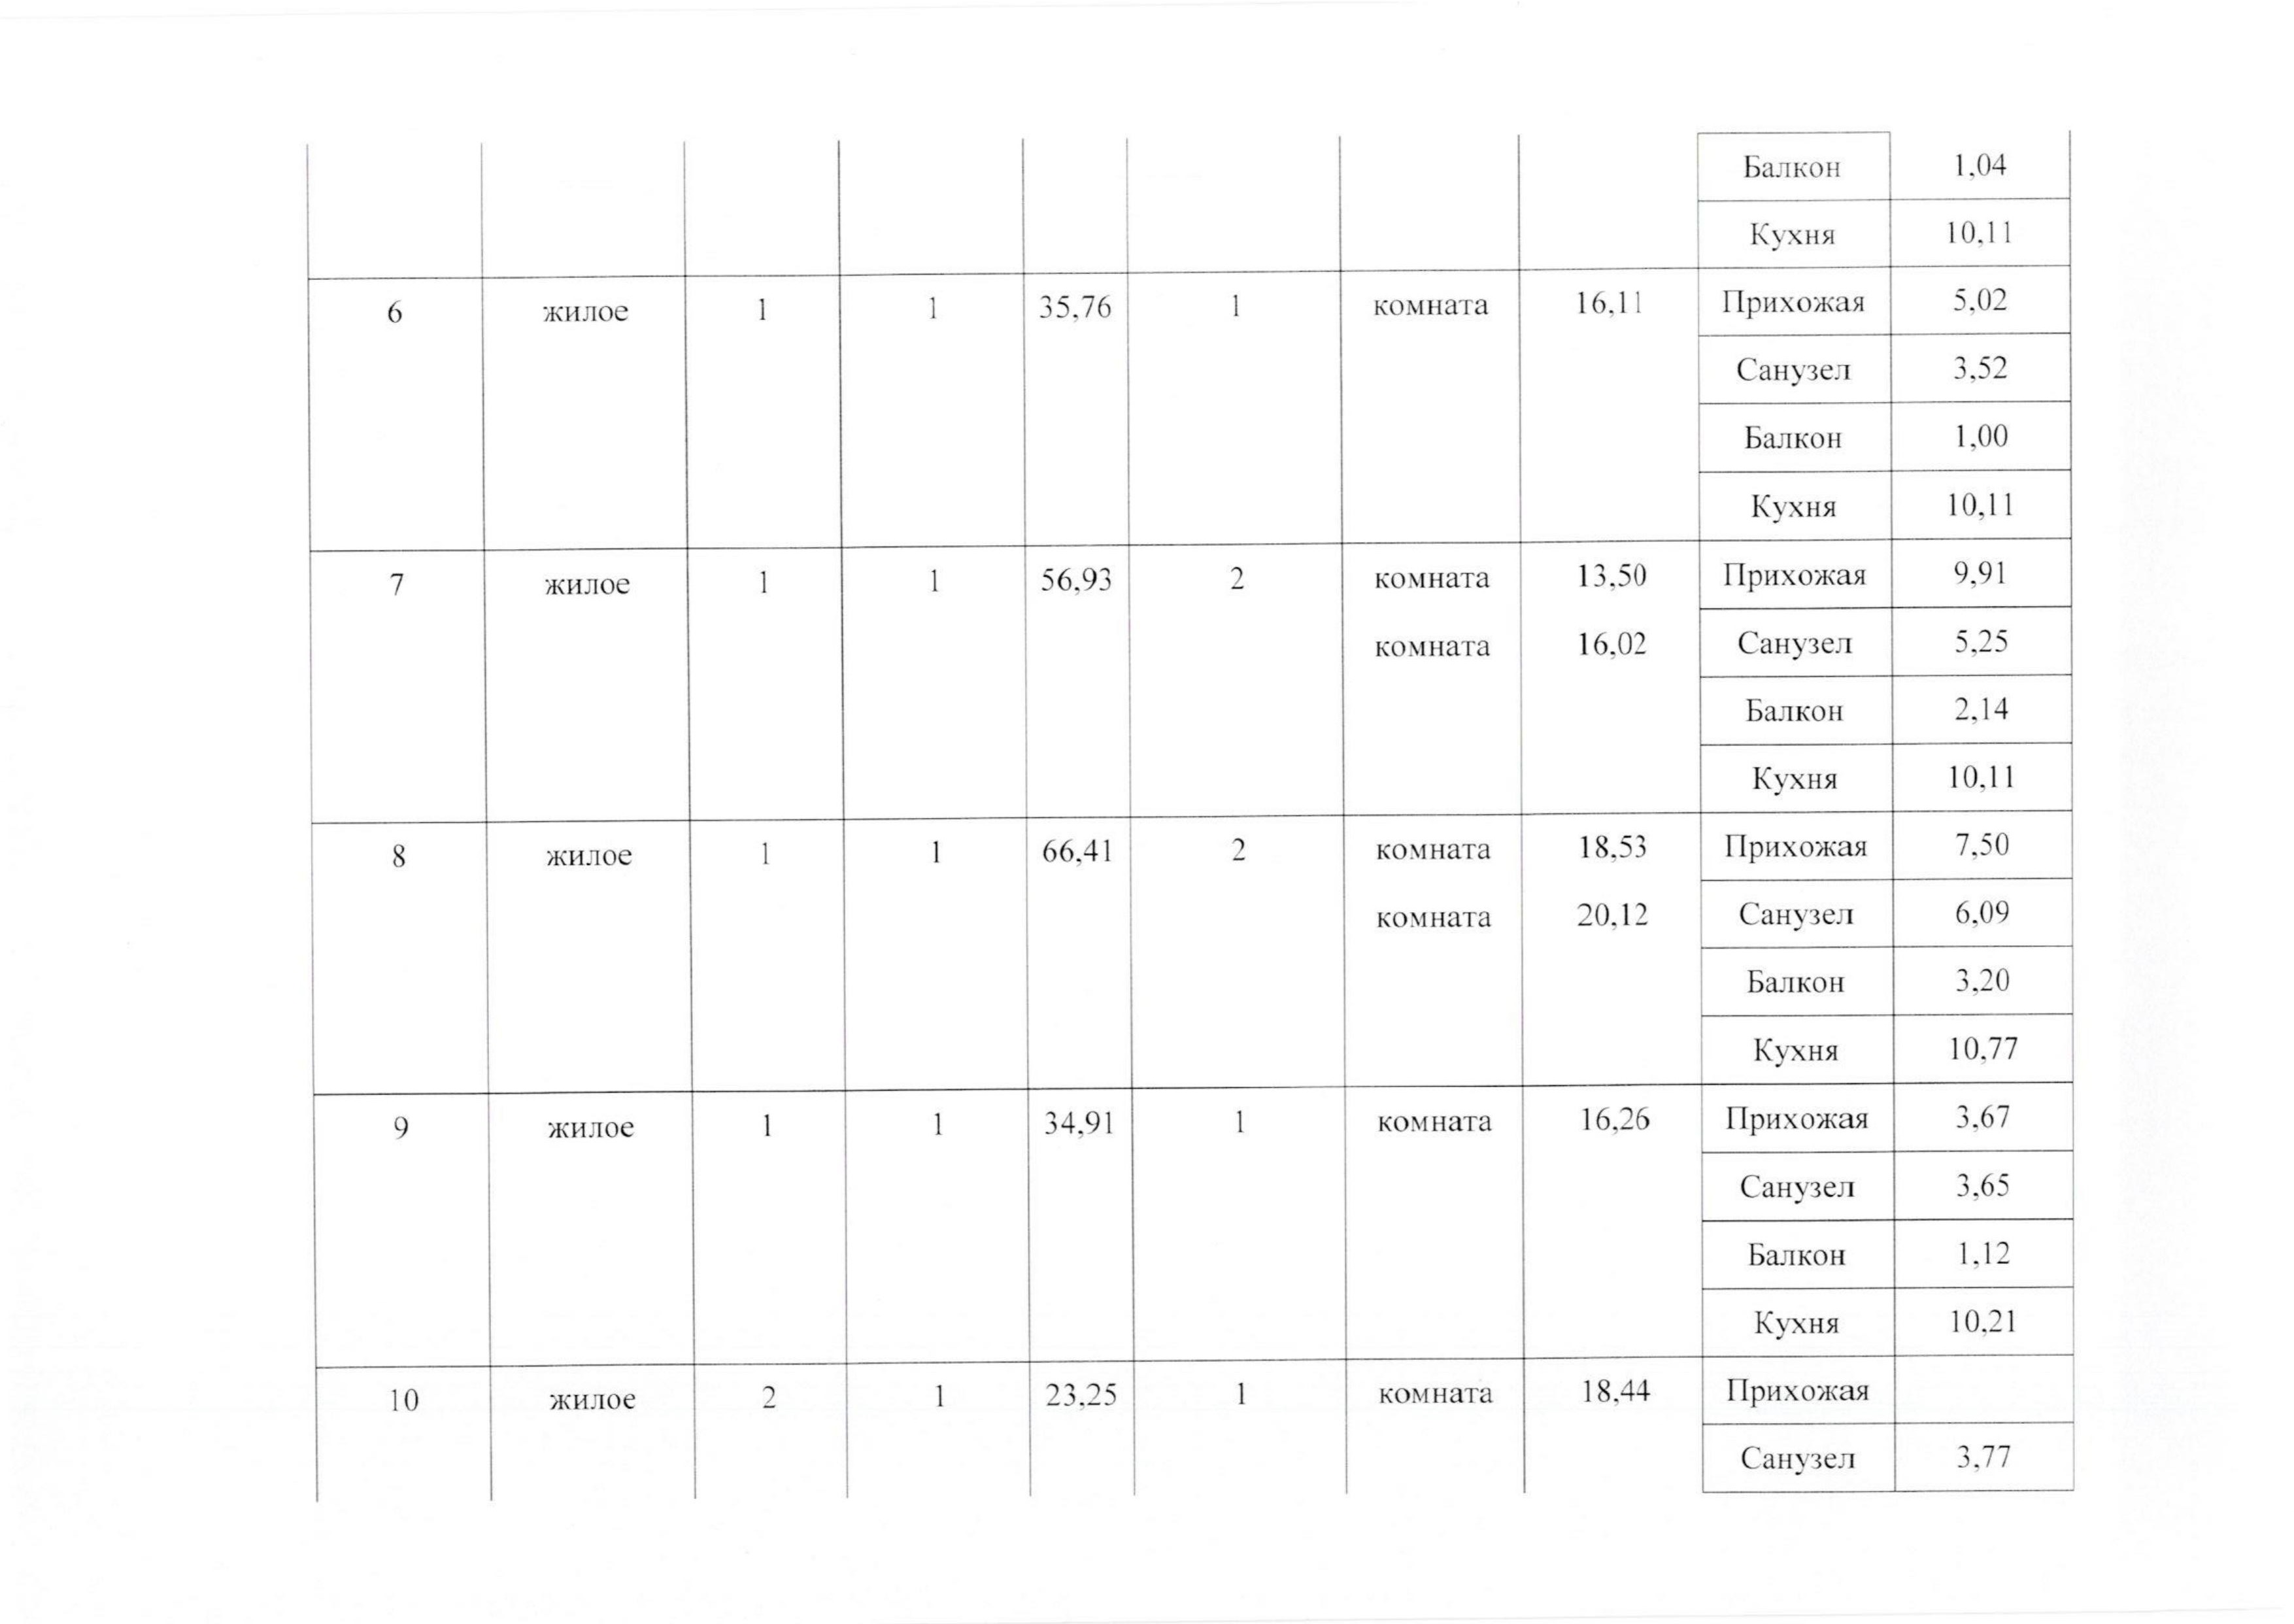 Балкон 1,04
Кухня 10,11
6 жилое 1 1 35,76 1 комната 16,11 Прихожая 5,02
Санузел 3,52
Балкон 1,00
Кухня 10,11
7 жилое 1 1 56,93 2 комната 13,50 Прихожая 9,91
комната 16,02 Санузел 5,25
Балкон 2,14
Кухня 10,11
8 жилое 1 1 66,41 2 комната 18,53 Прихожая 7,50
комната 20,12 Санузел 6,09
Балкон 3,20
Кухня 10,77
9 жилое 1 1 34,91 1 комната 16,26 Прихожая 3,67
Санузел 3,65
Балкон 1,12
Кухня 10,21
10 жилое 2 1 23,25 1 комната 18,44 Прихожая
Санузел 3,77